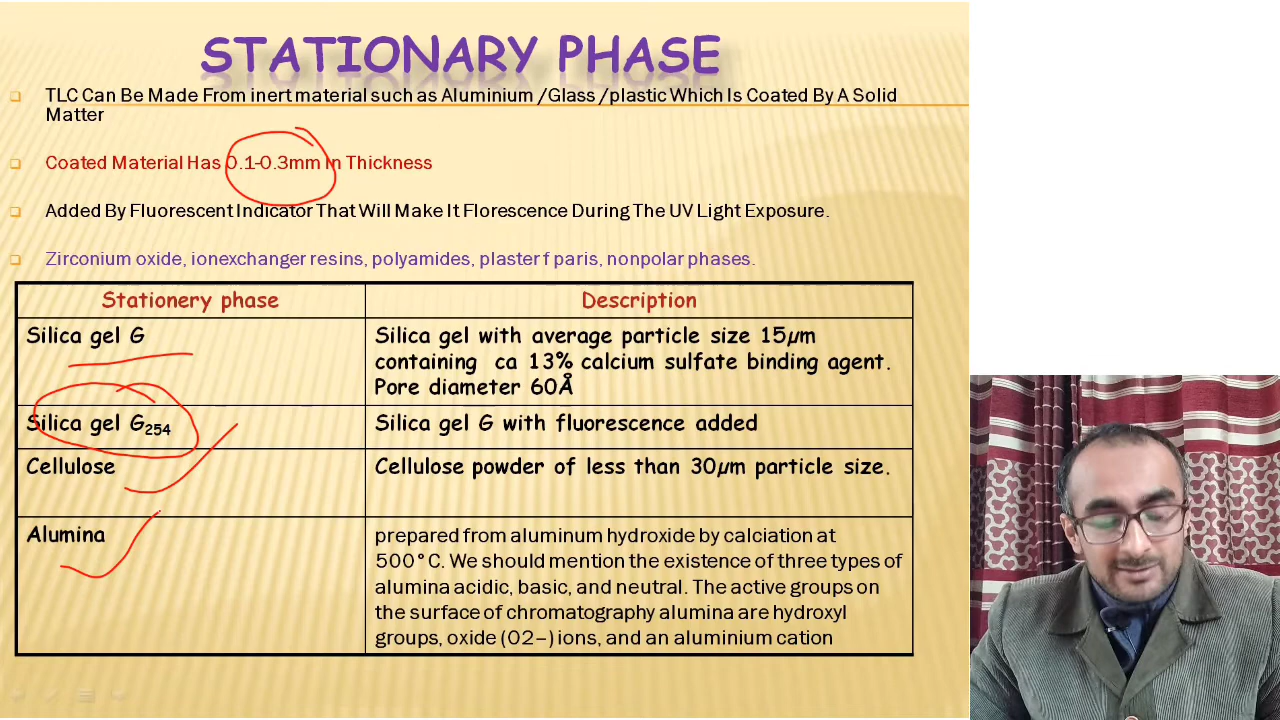 STATIONARY PHASE
TLC Can Be Made From inert material such as Aluminium /Glass /plastic Which Is Coated By A Solid
Matter
Coated Material Has 0.1-0.3mm In Thickness
Added By Fluorescent Indicator That Will Make It Florescence During The UV Light Exposure.
Zirconium oxide, ionexchanger resins, polyamides, plaster f paris, nonpolar phases.
Stationery phase
Description
Silica gel G
Silica gel with average particle size 15µm
containing ca 13% calcium sulfate binding agent.
Pore diameter 60Å
Silica gel G254
Silica gel G with fluorescence added
Cellulose
Cellulose powder of less than 30µm particle size.
Alumina
prepared from aluminum hydroxide by calciation at
500°C. We should mention the existence of three types of
alumina acidic, basic, and neutral. The active groups on
the surface of chromatography alumina are hydroxyl
groups, oxide (O2–) ions, and an aluminium cation